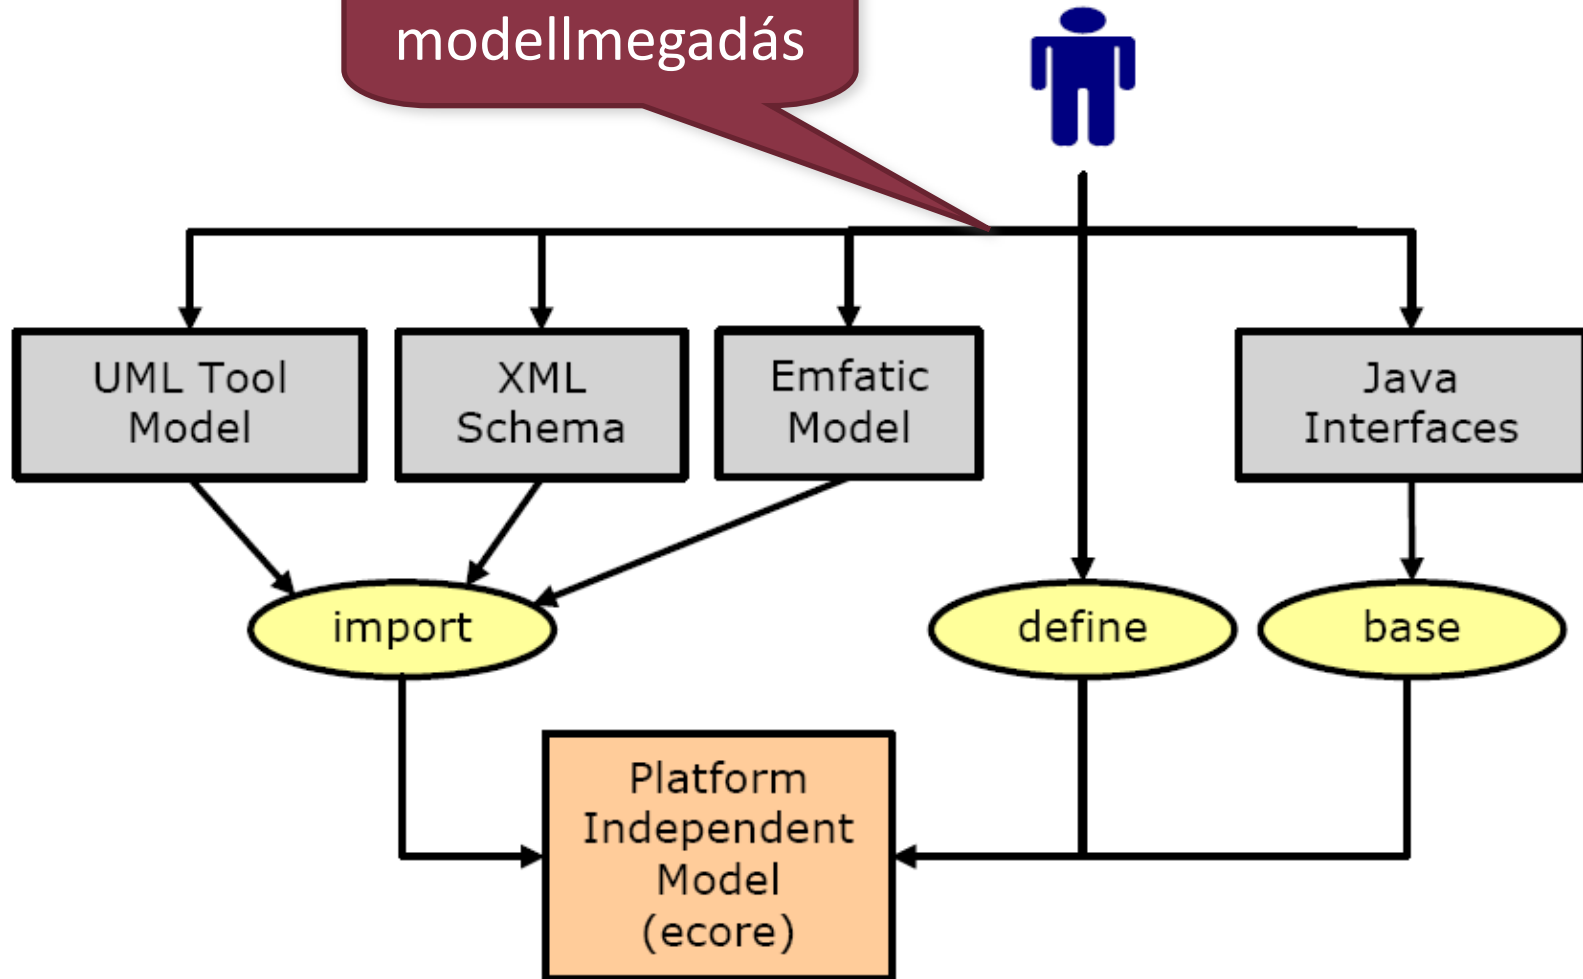 modellmegadás
UML Tool
Model
XML
Schema
Emfatic
Model
Java
Interfaces
import
define
base
Platform
Independent
Model
(ecore)